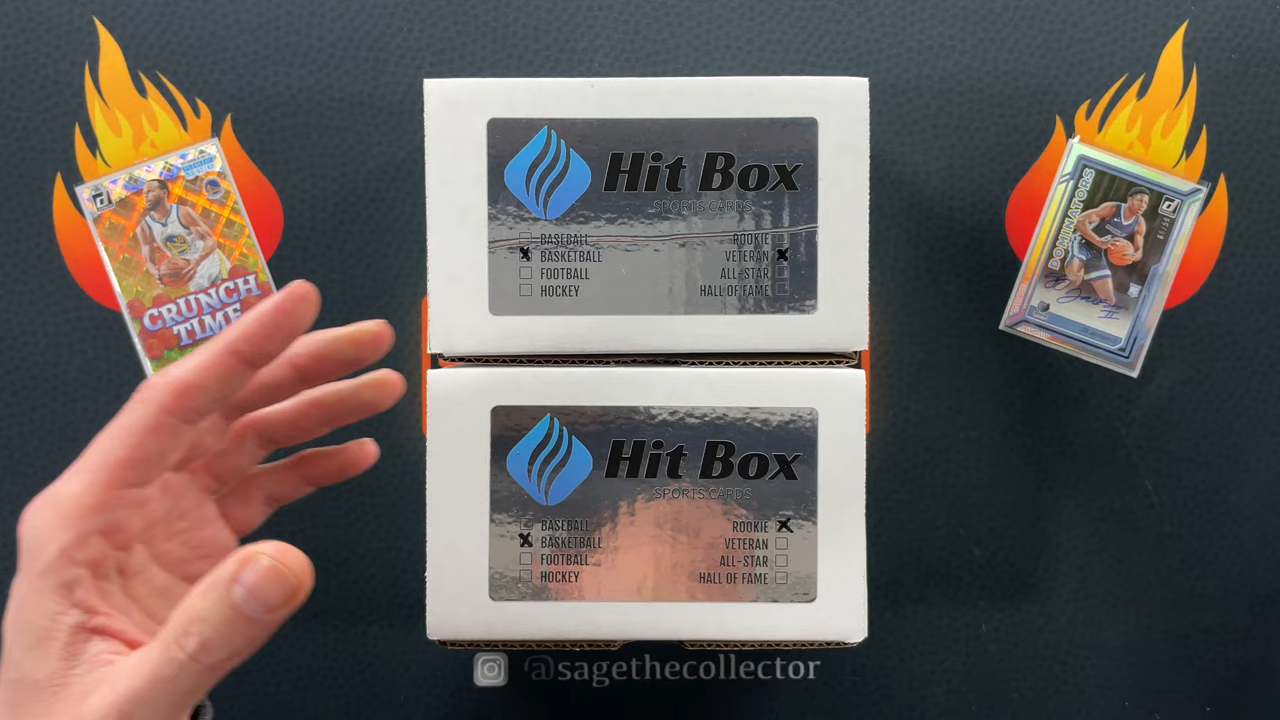 Hit Box
SPORTS CARDS
BASEBALL
BASKETBALL
FOOTBALL
HOCKEY
ROOKIE
VETERAN
ALL-STAR
HALL OF FAME
CRUNCH
TIME
DOMINATORS
II
Hit Box
SPORTS CARDS
BASEBALL
BASKETBALL
FOOTBALL
HOCKEY
ROOKIE
VETERAN
ALL-STAR
HALL OF FAME
@sagethecollector